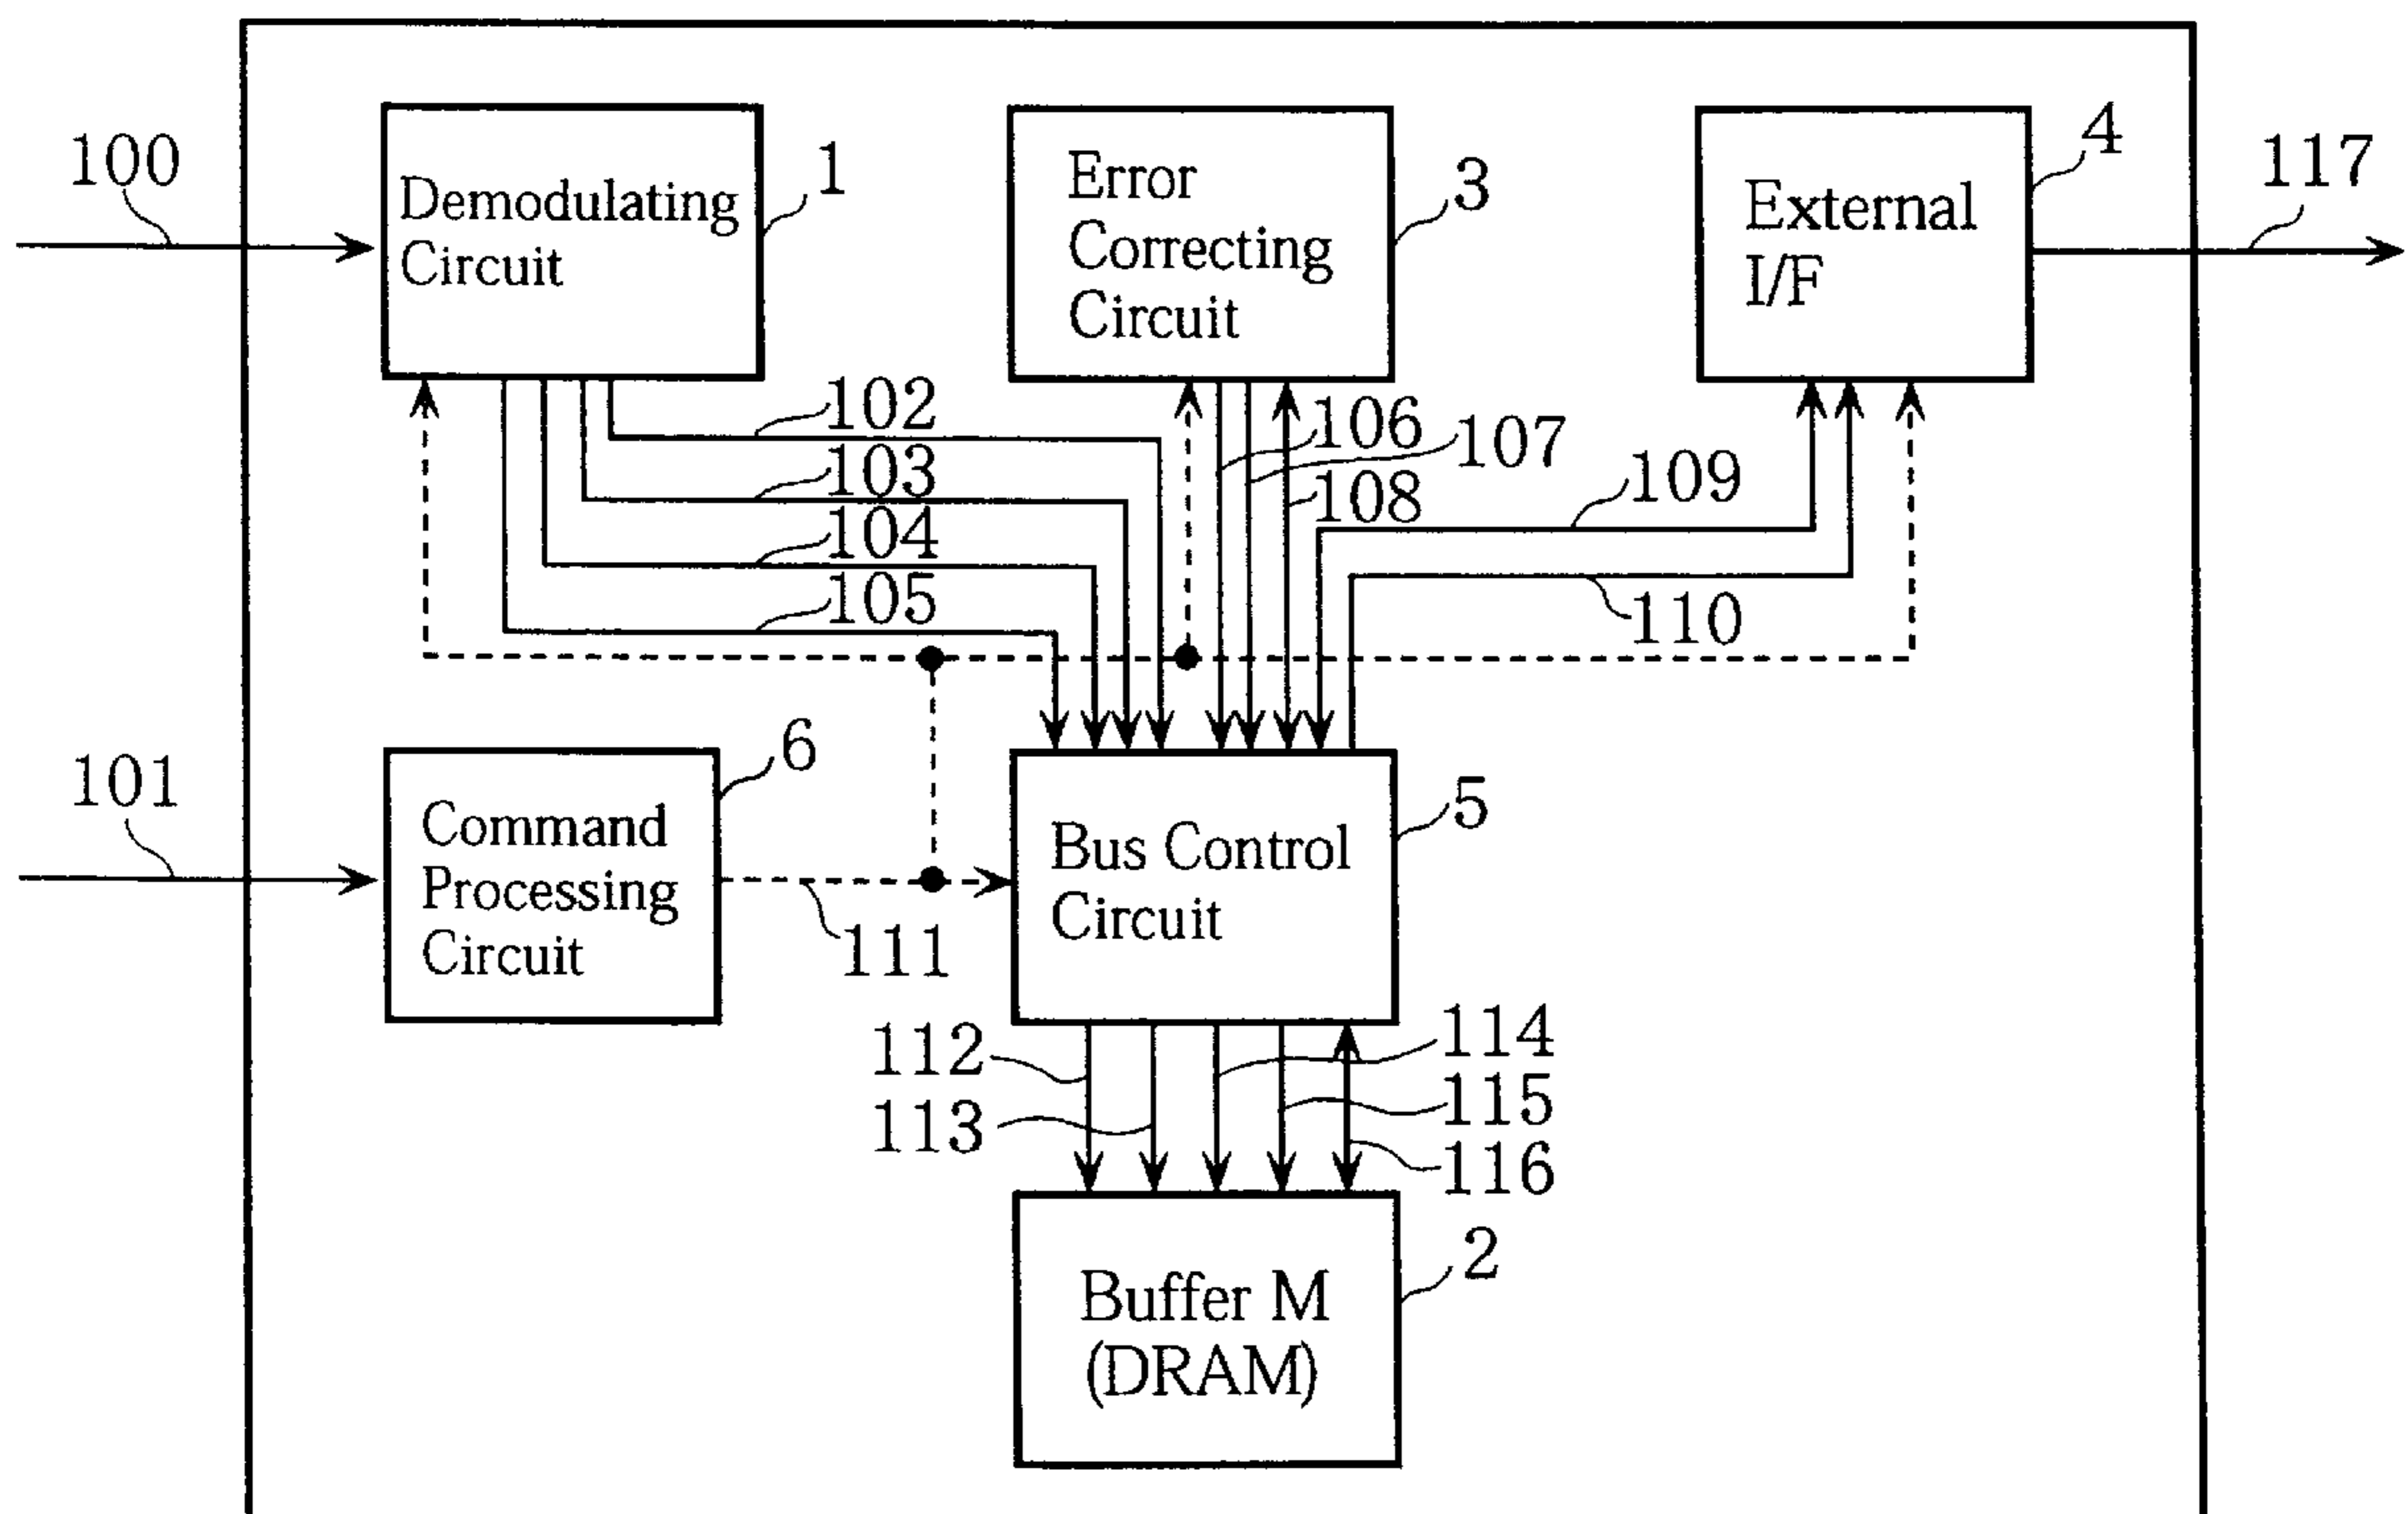 100
Demodulating
Circuit
1
Error
Correcting
Circuit
3
External
I/F
4
117
102
103
104
105
106
107
108
109
110
101
Command
Processing
Circuit
6
111
Bus Control
Circuit
5
112
113
114
115
116
Buffer M
(DRAM)
2